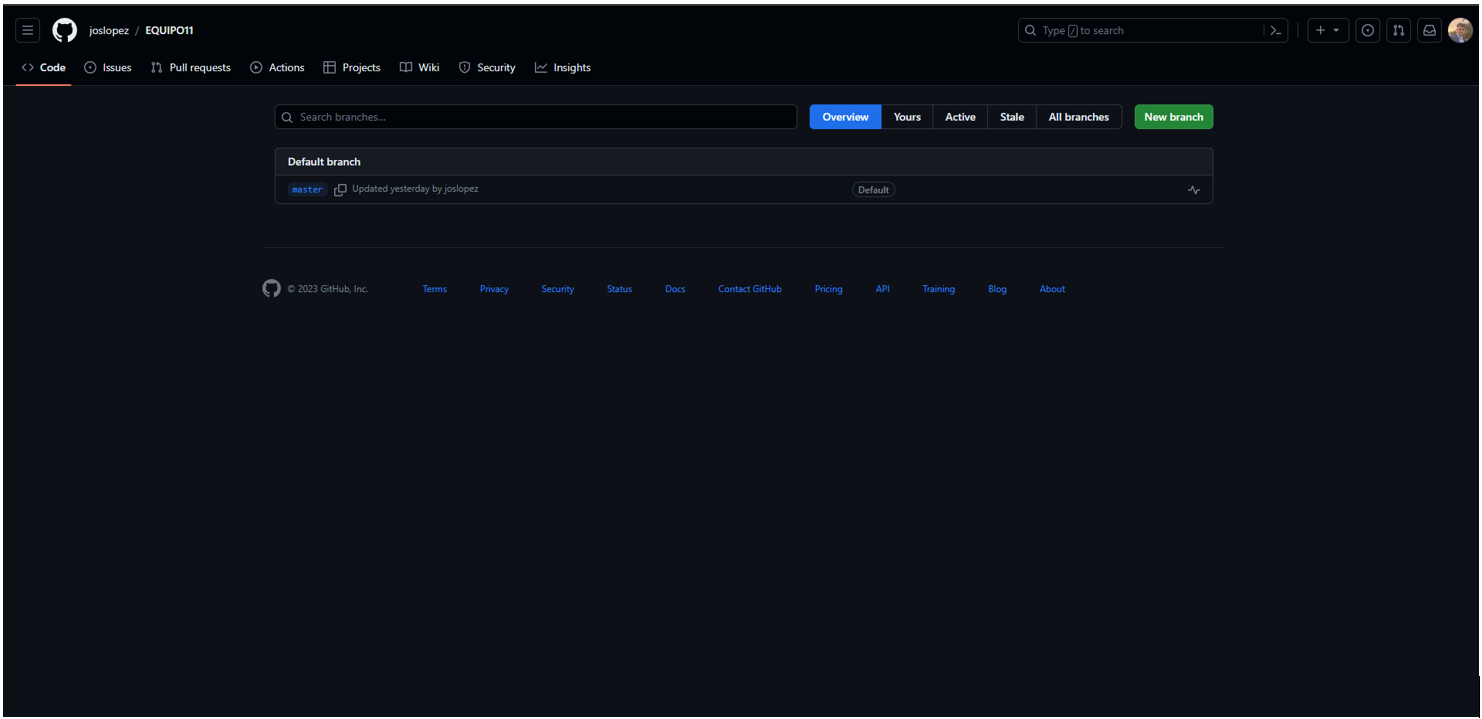 joslopez / EQUIPO11
Type / to search
Code Issues Pull requests Actions Projects Wiki Security Insights
Search branches...
Overview Yours Active Stale All branches New branch
Default branch
master Updated yesterday by joslopez Default
© 2023 GitHub, Inc. Terms Privacy Security Status Docs Contact GitHub Pricing API Training Blog About